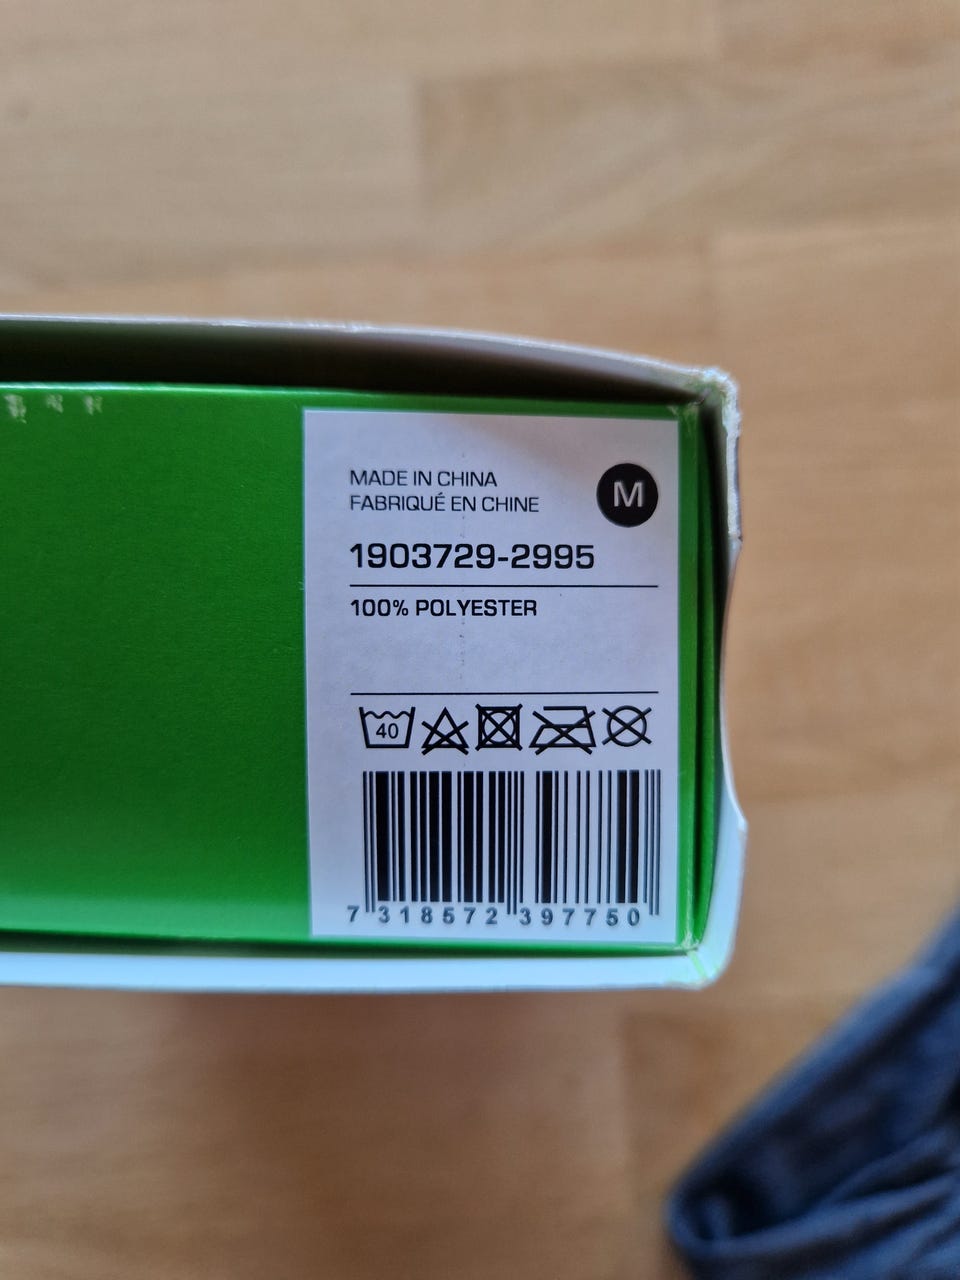 MADE IN CHINA
FABRIQUÉ EN CHINE
M
1903729-2995
100% POLYESTER
40
7 318572 397750